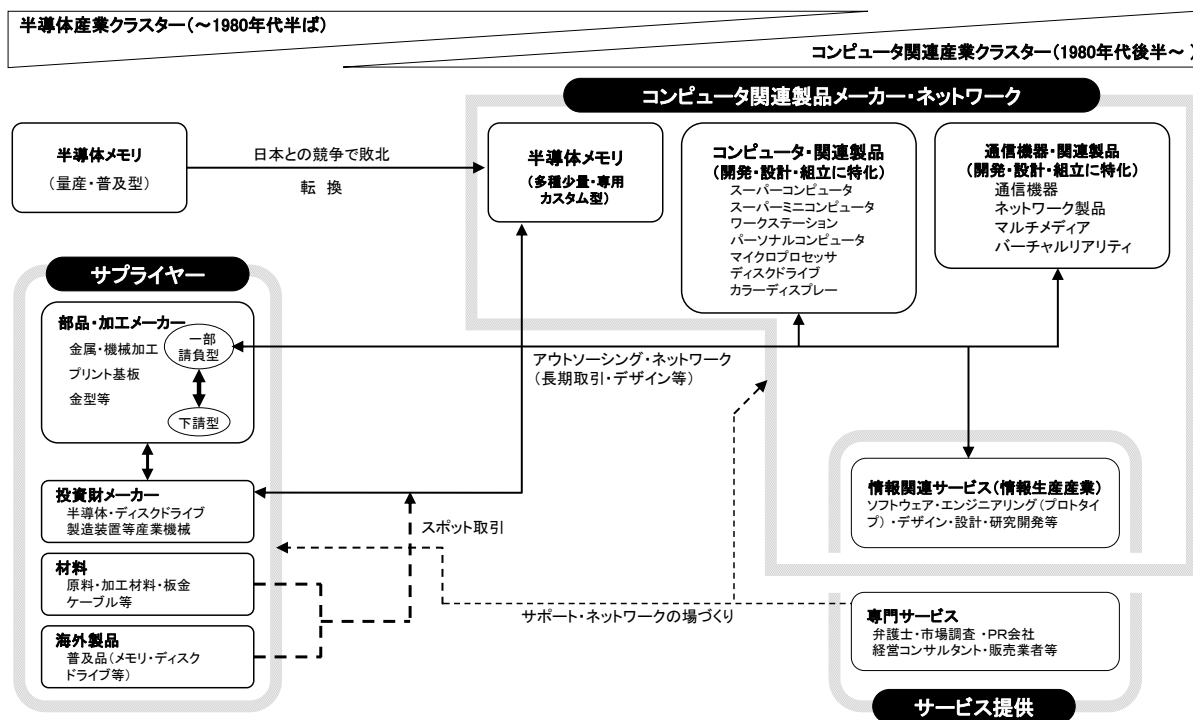 半導体産業クラスター(～1980年代半ば)
コンピュータ関連産業クラスター(1980年代後半～ )
コンピュータ関連製品メーカー・ネットワーク
半導体メモリ
(量産・普及型)
日本との競争で敗北
転 換
半導体メモリ
(多種少量・専用
カスタム型)
コンピュータ・関連製品
(開発・設計・組立に特化)
スーパーコンピュータ
スーパーミニコンピュータ
ワークステーション
パーソナルコンピュータ
マイクロプロセッサ
ディスクドライブ
カラーディスプレー
通信機器・関連製品
(開発・設計・組立に特化)
通信機器
ネットワーク製品
マルチメディア
バーチャルリアリティ
サプライヤー
部品・加工メーカー
金属・機械加工
プリント基板
金型等
一部
請負型
下請型
アウトソーシング・ネットワーク
(長期取引・デザイン等)
投資財メーカー
半導体・ディスクドライブ
製造装置等産業機械
スポット取引
材料
原料・加工材料・板金
ケーブル等
海外製品
普及品(メモリ・ディスク
ドライブ等)
サポート・ネットワークの場づくり
情報関連サービス(情報生産産業)
ソフトウェア・エンジニアリング(プロトタイ
プ) ・デザイン・設計・研究開発等
専門サービス
弁護士・市場調査 ・PR会社
経営コンサルタント・販売業者等
サービス提供